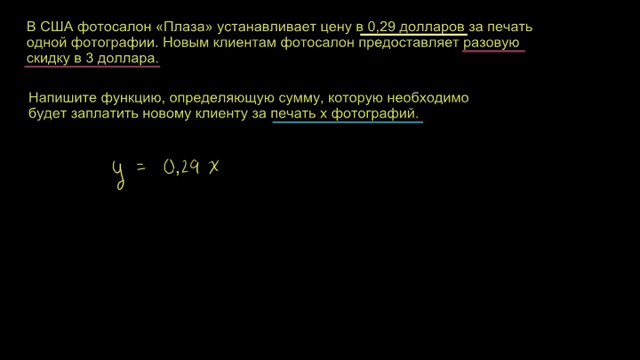 В США фотосалон «Плаза» устанавливает цену в 0,29 долларов за печать
одной фотографии. Новым клиентам фотосалон предоставляет разовую
скидку в 3 доллара.
Напишите функцию, определяющую сумму, которую необходимо
будет заплатить новому клиенту за печать х фотографий.
y = 0,29 x